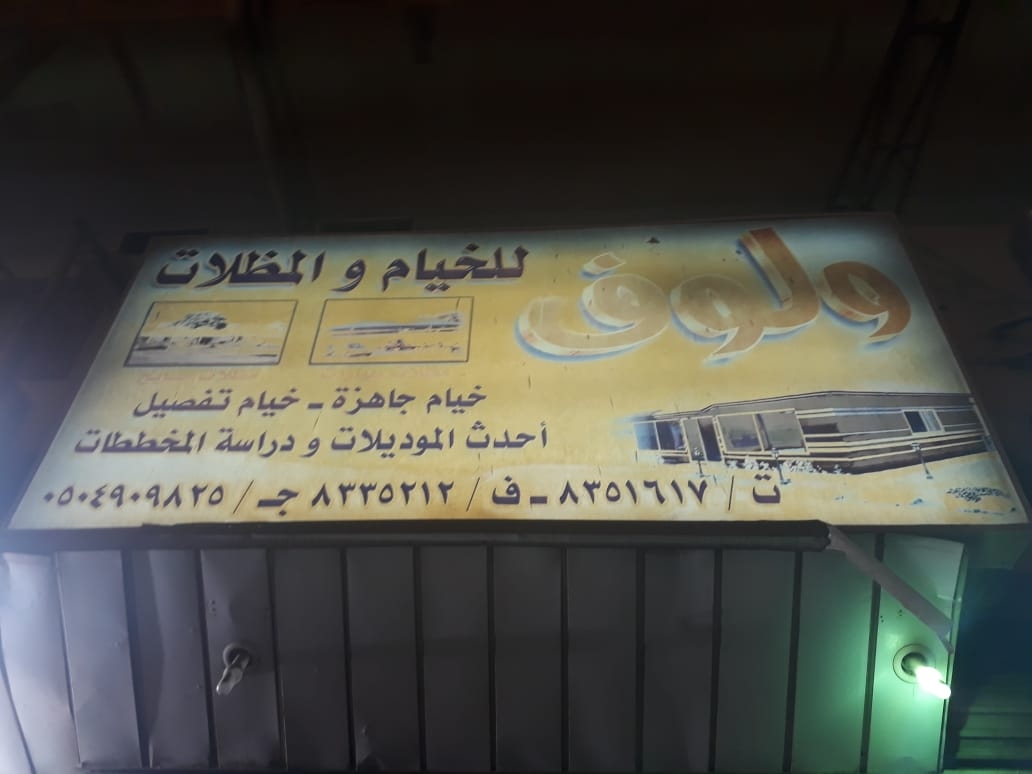 ولوف للخيام و المظلات
خيام جاهزة ـ خيام تفصيل
أحدث الموديلات و دراسة المخططات
ت / ٨٣٥١٦١٧ ـ ف / ٨٣٣٥٢١٢ جـ / ٠٥٠٤٩٠٩٨٢٥